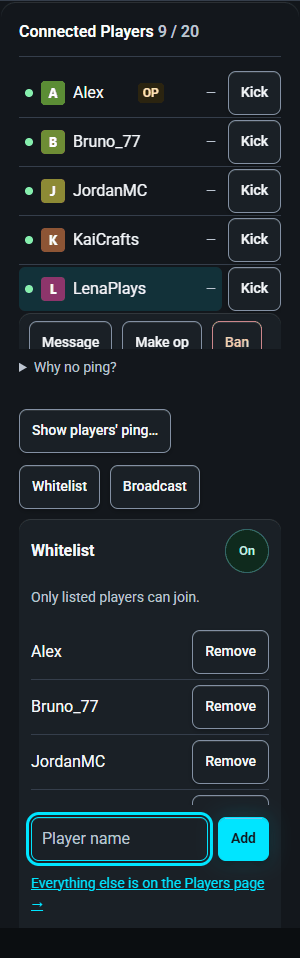 Connected Players 9 / 20
A Alex OP — Kick
B Bruno_77 — Kick
J JordanMC — Kick
K KaiCrafts — Kick
L LenaPlays — Kick
Message Make op Ban
▶ Why no ping?
Show players’ ping…
Whitelist Broadcast
Whitelist On
Only listed players can join.
Alex Remove
Bruno_77 Remove
JordanMC Remove
Player name Add
Everything else is on the Players page
→